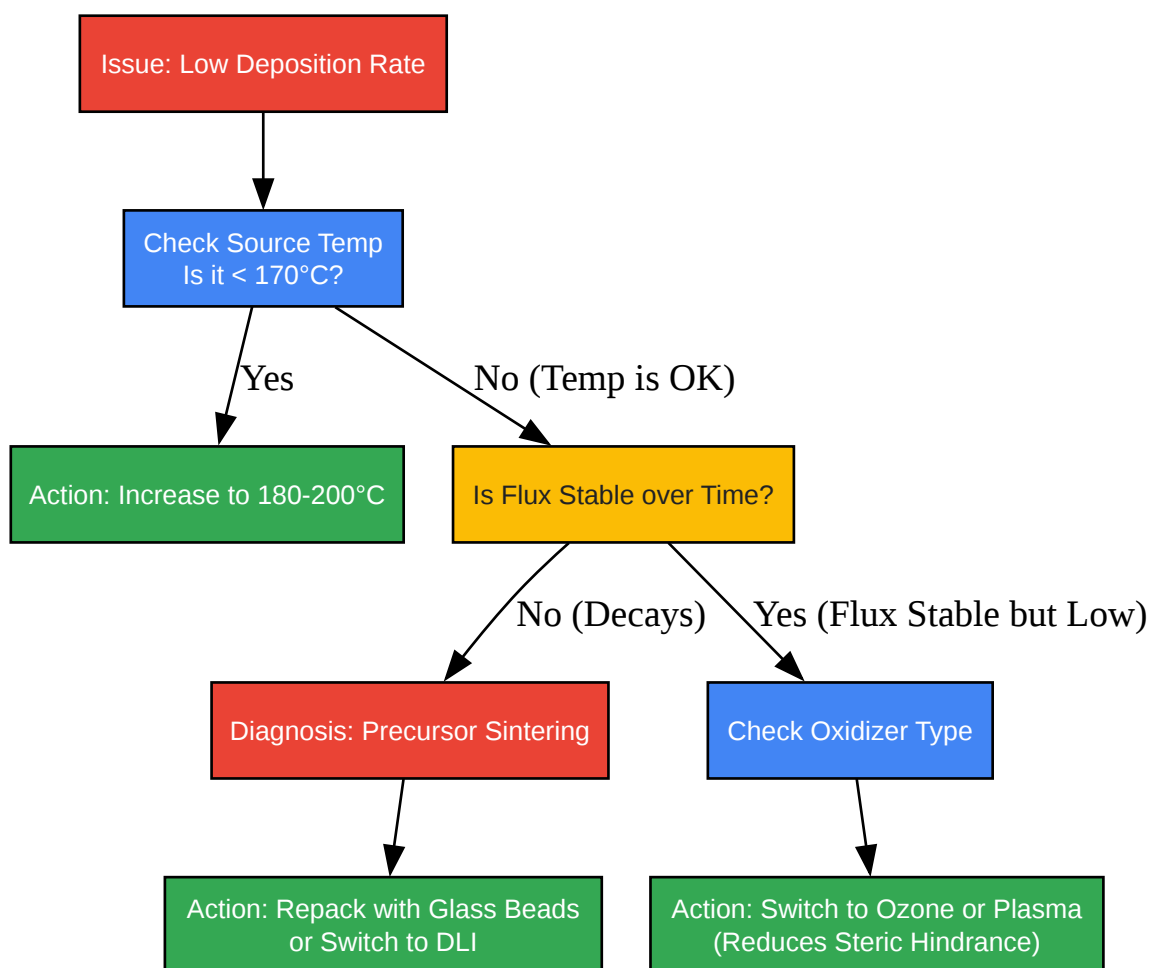 Issue: Low Deposition Rate
Check Source Temp
Is it < 170°C?
Yes
No (Temp is OK)
Action: Increase to 180-200°C
Is Flux Stable over Time?
No (Decays)
Yes (Flux Stable but Low)
Diagnosis: Precursor Sintering
Check Oxidizer Type
Action: Repack with Glass Beads
or Switch to DLI
Action: Switch to Ozone or Plasma
(Reduces Steric Hindrance)